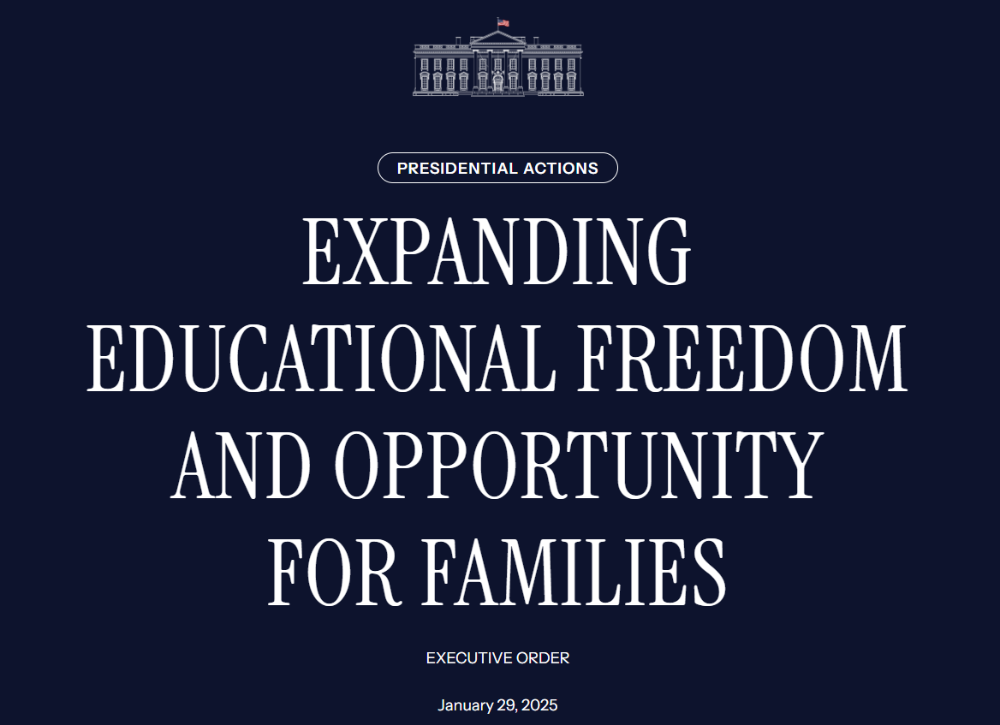 PRESIDENTIAL ACTIONS
EXPANDING
EDUCATIONAL FREEDOM
AND OPPORTUNITY
FOR FAMILIES
EXECUTIVE ORDER
January 29, 2025